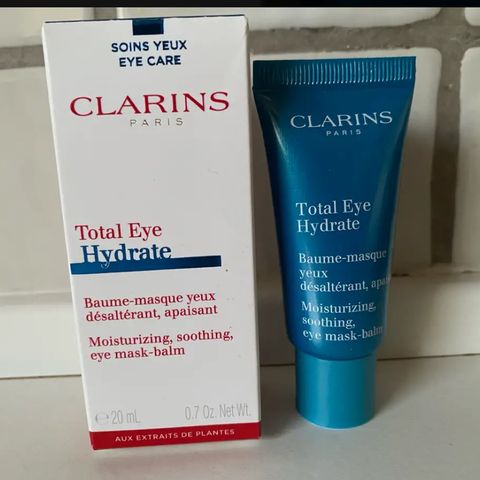 SOINS YEUX
EYE CARE
CLARINS
PARIS
Total Eye
Hydrate
Baume-masque yeux
désaltérant, apaisant
Moisturizing, soothing,
eye mask-balm
℮ 20 mL 0.7 Oz. Net Wt.
AUX EXTRAITS DE PLANTES
CLARINS
PARIS
Total Eye
Hydrate
Baume-masque
yeux
désaltérant,
Moisturizing,
soothing,
eye mask-balm